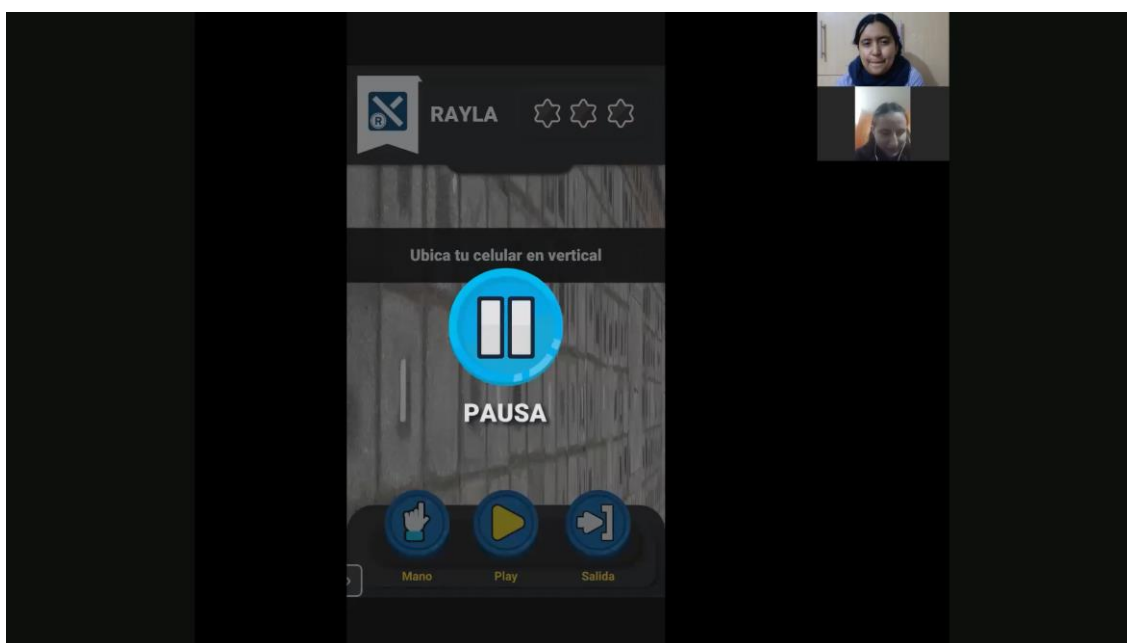 R
RAYLA
Ubica tu celular en vertical
PAUSA
Mano Play Salida